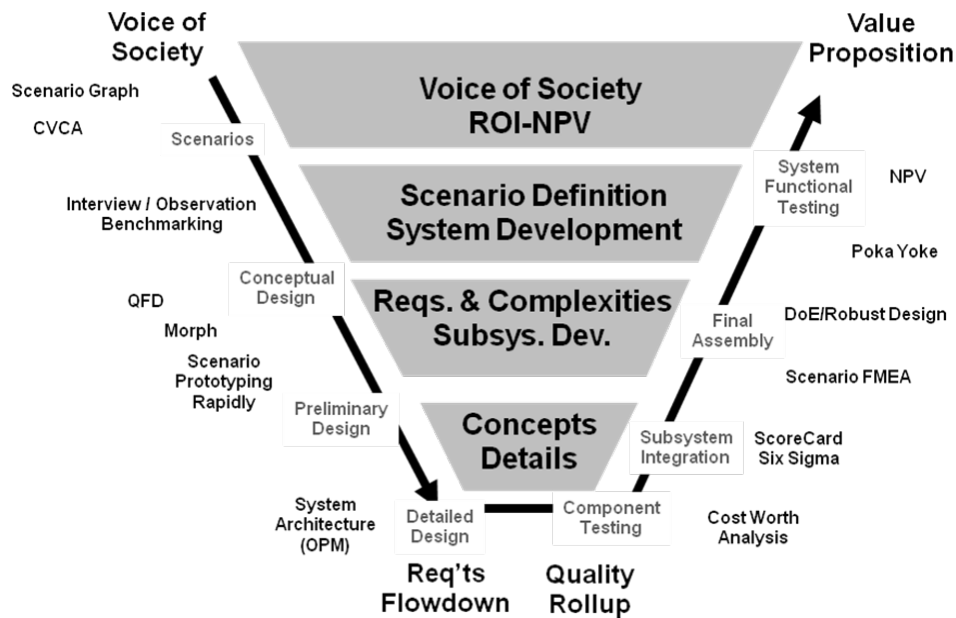 Voice of
Society
Value
Proposition
Voice of Society
ROI-NPV
Scenario Graph
CVCA
Scenarios
System
Functional
Testing
NPV
Scenario Definition
System Development
Interview / Observation
Benchmarking
Poka Yoke
Conceptual
Design
Reqs. & Complexities
Subsys. Dev.
QFD
Morph
Final
Assembly
DoE/Robust Design
Scenario
Prototyping
Rapidly
Scenario FMEA
Preliminary
Design
Concepts
Details
Subsystem
Integration
ScoreCard
Six Sigma
System
Architecture
(OPM)
Detailed
Design
Component
Testing
Cost Worth
Analysis
Req'ts
Flowdown
Quality
Rollup